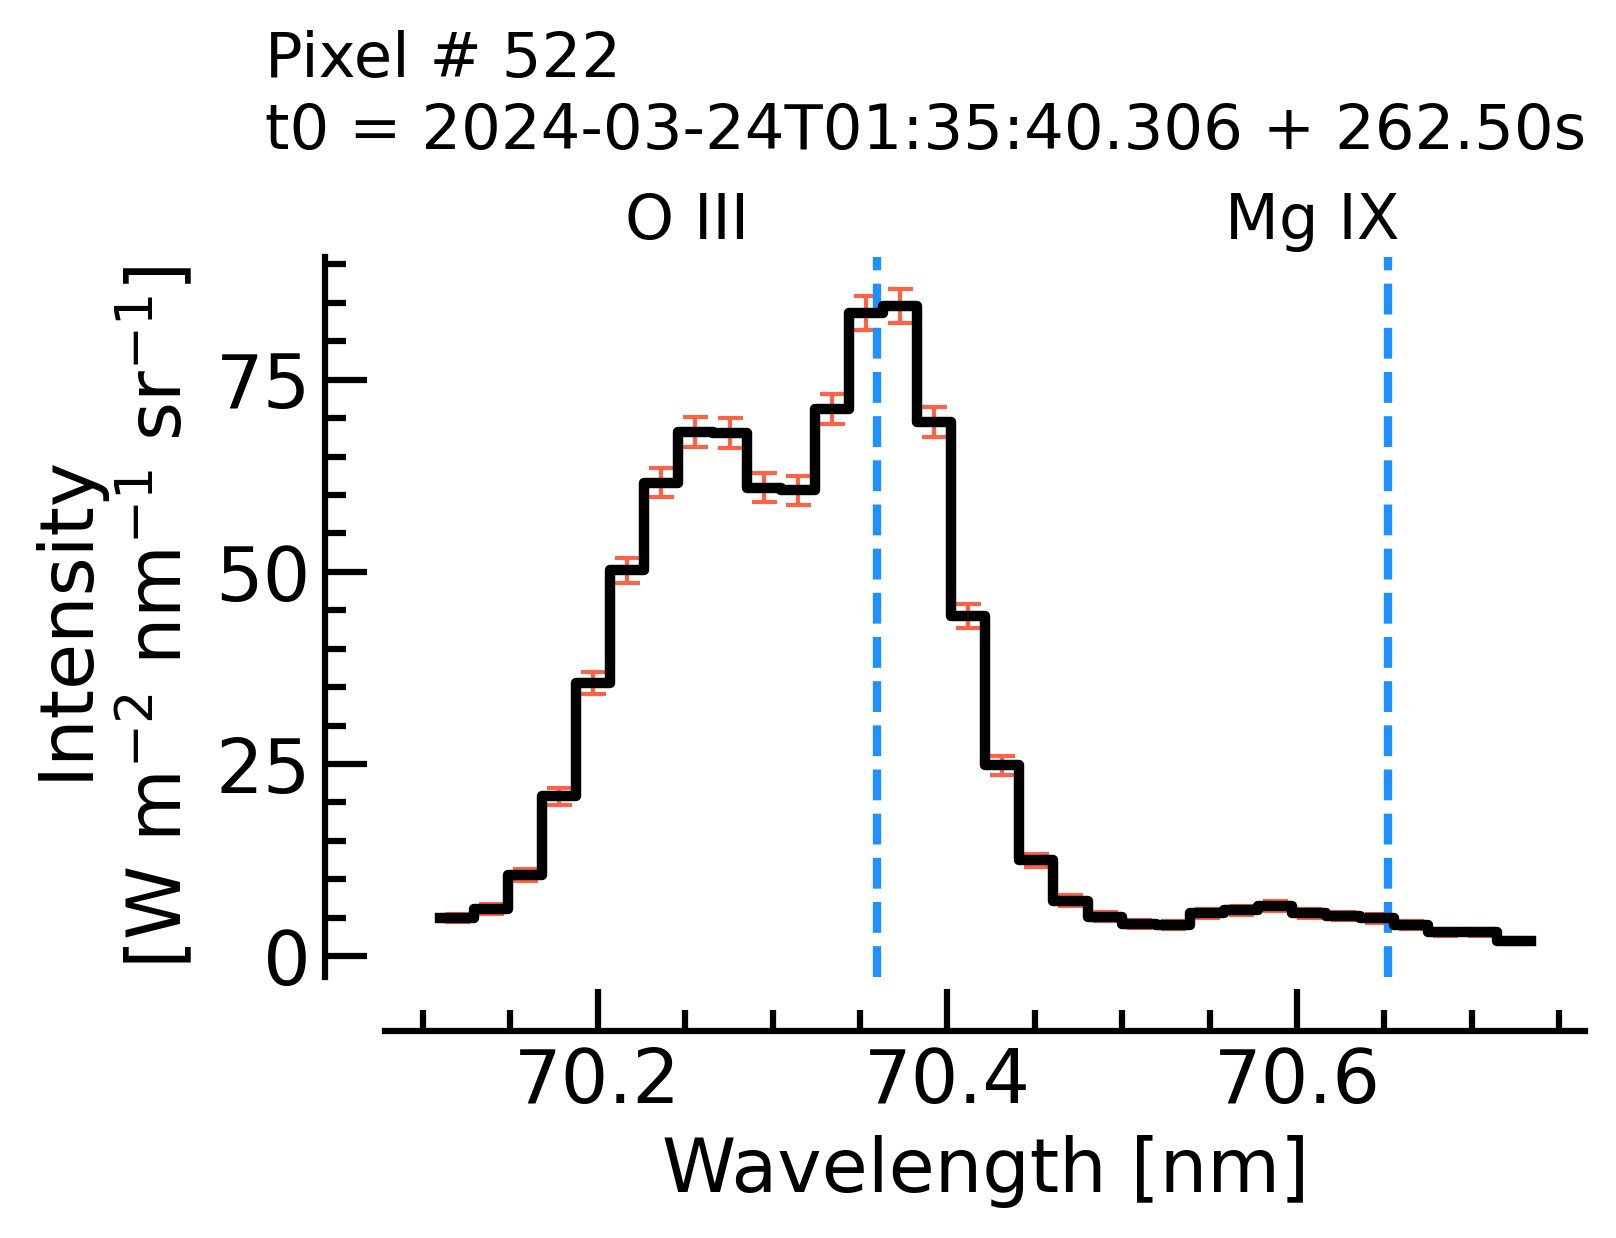 Pixel # 522
t0 = 2024-03-24T01:35:40.306 + 262.50s
O III Mg IX
Intensity
[W m⁻² nm⁻¹ sr⁻¹]
75
50
25
0
70.2 70.4 70.6
Wavelength [nm]